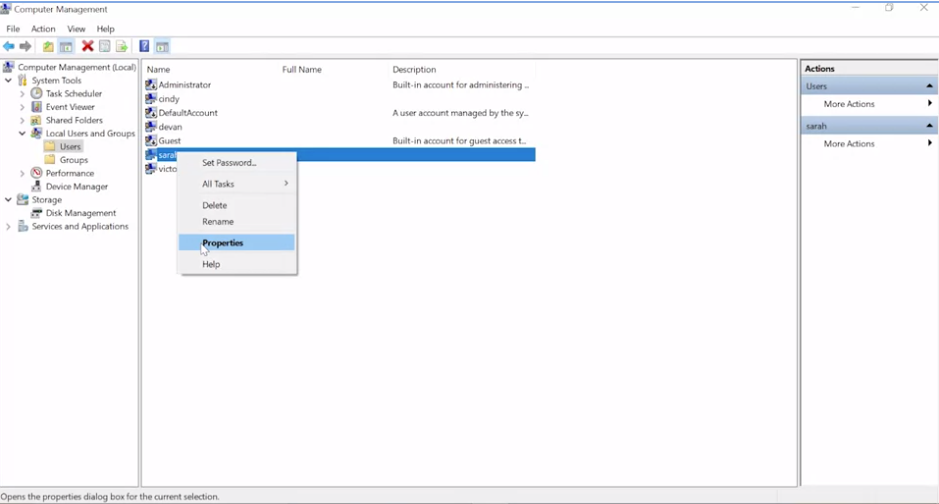 Computer Management
File Action View Help
Computer Management (Local)
System Tools
Task Scheduler
Event Viewer
Shared Folders
Local Users and Groups
Users
Groups
Performance
Device Manager
Storage
Disk Management
Services and Applications
Name Full Name Description
Administrator Built-in account for administering ...
cindy
DefaultAccount A user account managed by the sy...
devan
Guest Built-in account for guest access t...
sarah
victo
Set Password...
All Tasks
Delete
Rename
Properties
Help
Actions
Users
More Actions
sarah
More Actions
Opens the properties dialog box for the current selection.